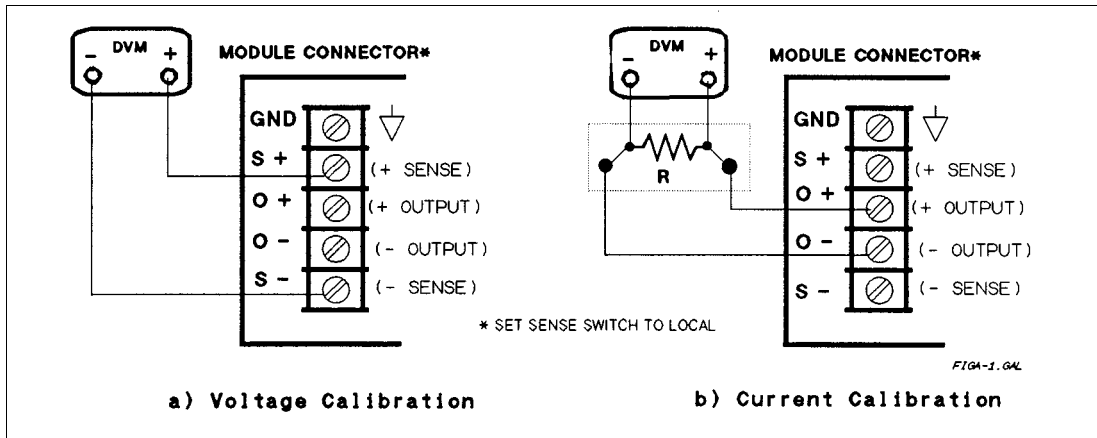 - DVM +
MODULE CONNECTOR*
GND
S +
(+ SENSE)
O +
(+ OUTPUT)
O -
(- OUTPUT)
S -
(- SENSE)
- DVM +
MODULE CONNECTOR*
R
GND
S +
(+ SENSE)
O +
(+ OUTPUT)
O -
(- OUTPUT)
S -
(- SENSE)
* SET SENSE SWITCH TO LOCAL
FIGA-1.GAL
a) Voltage Calibration
b) Current Calibration